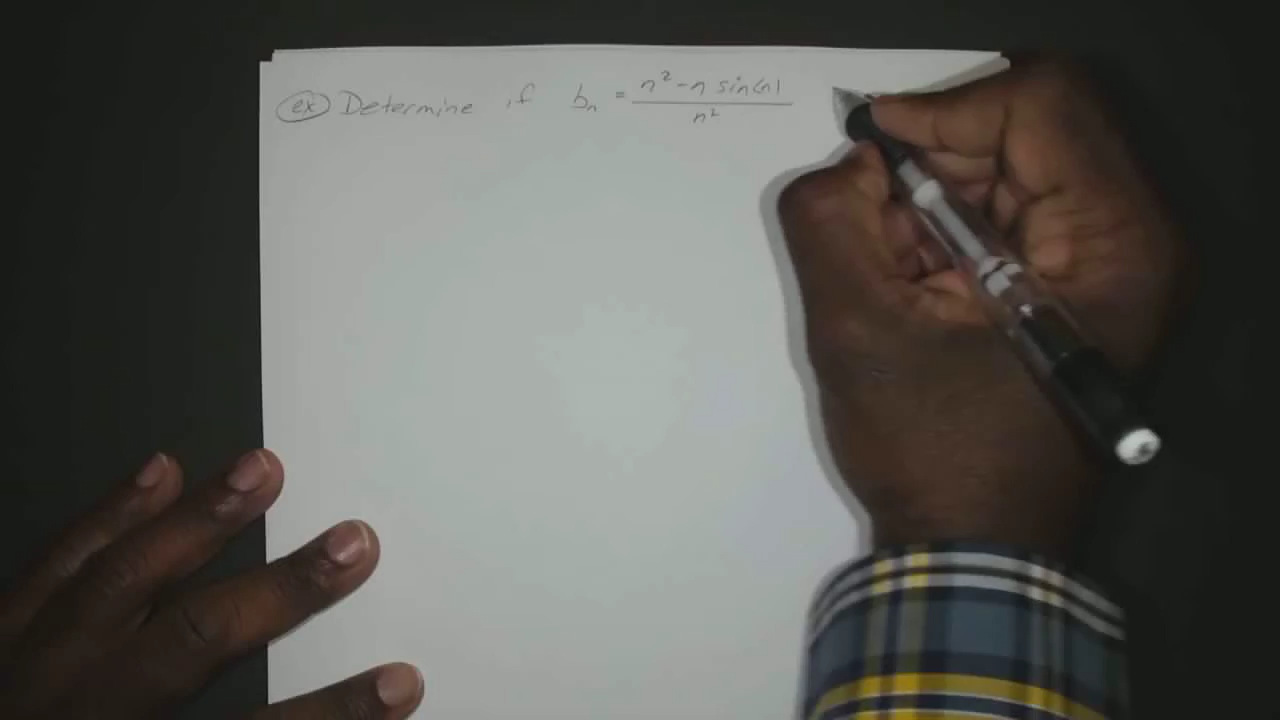 ex Determine if bₙ = (n² - n sin(n)) / n²